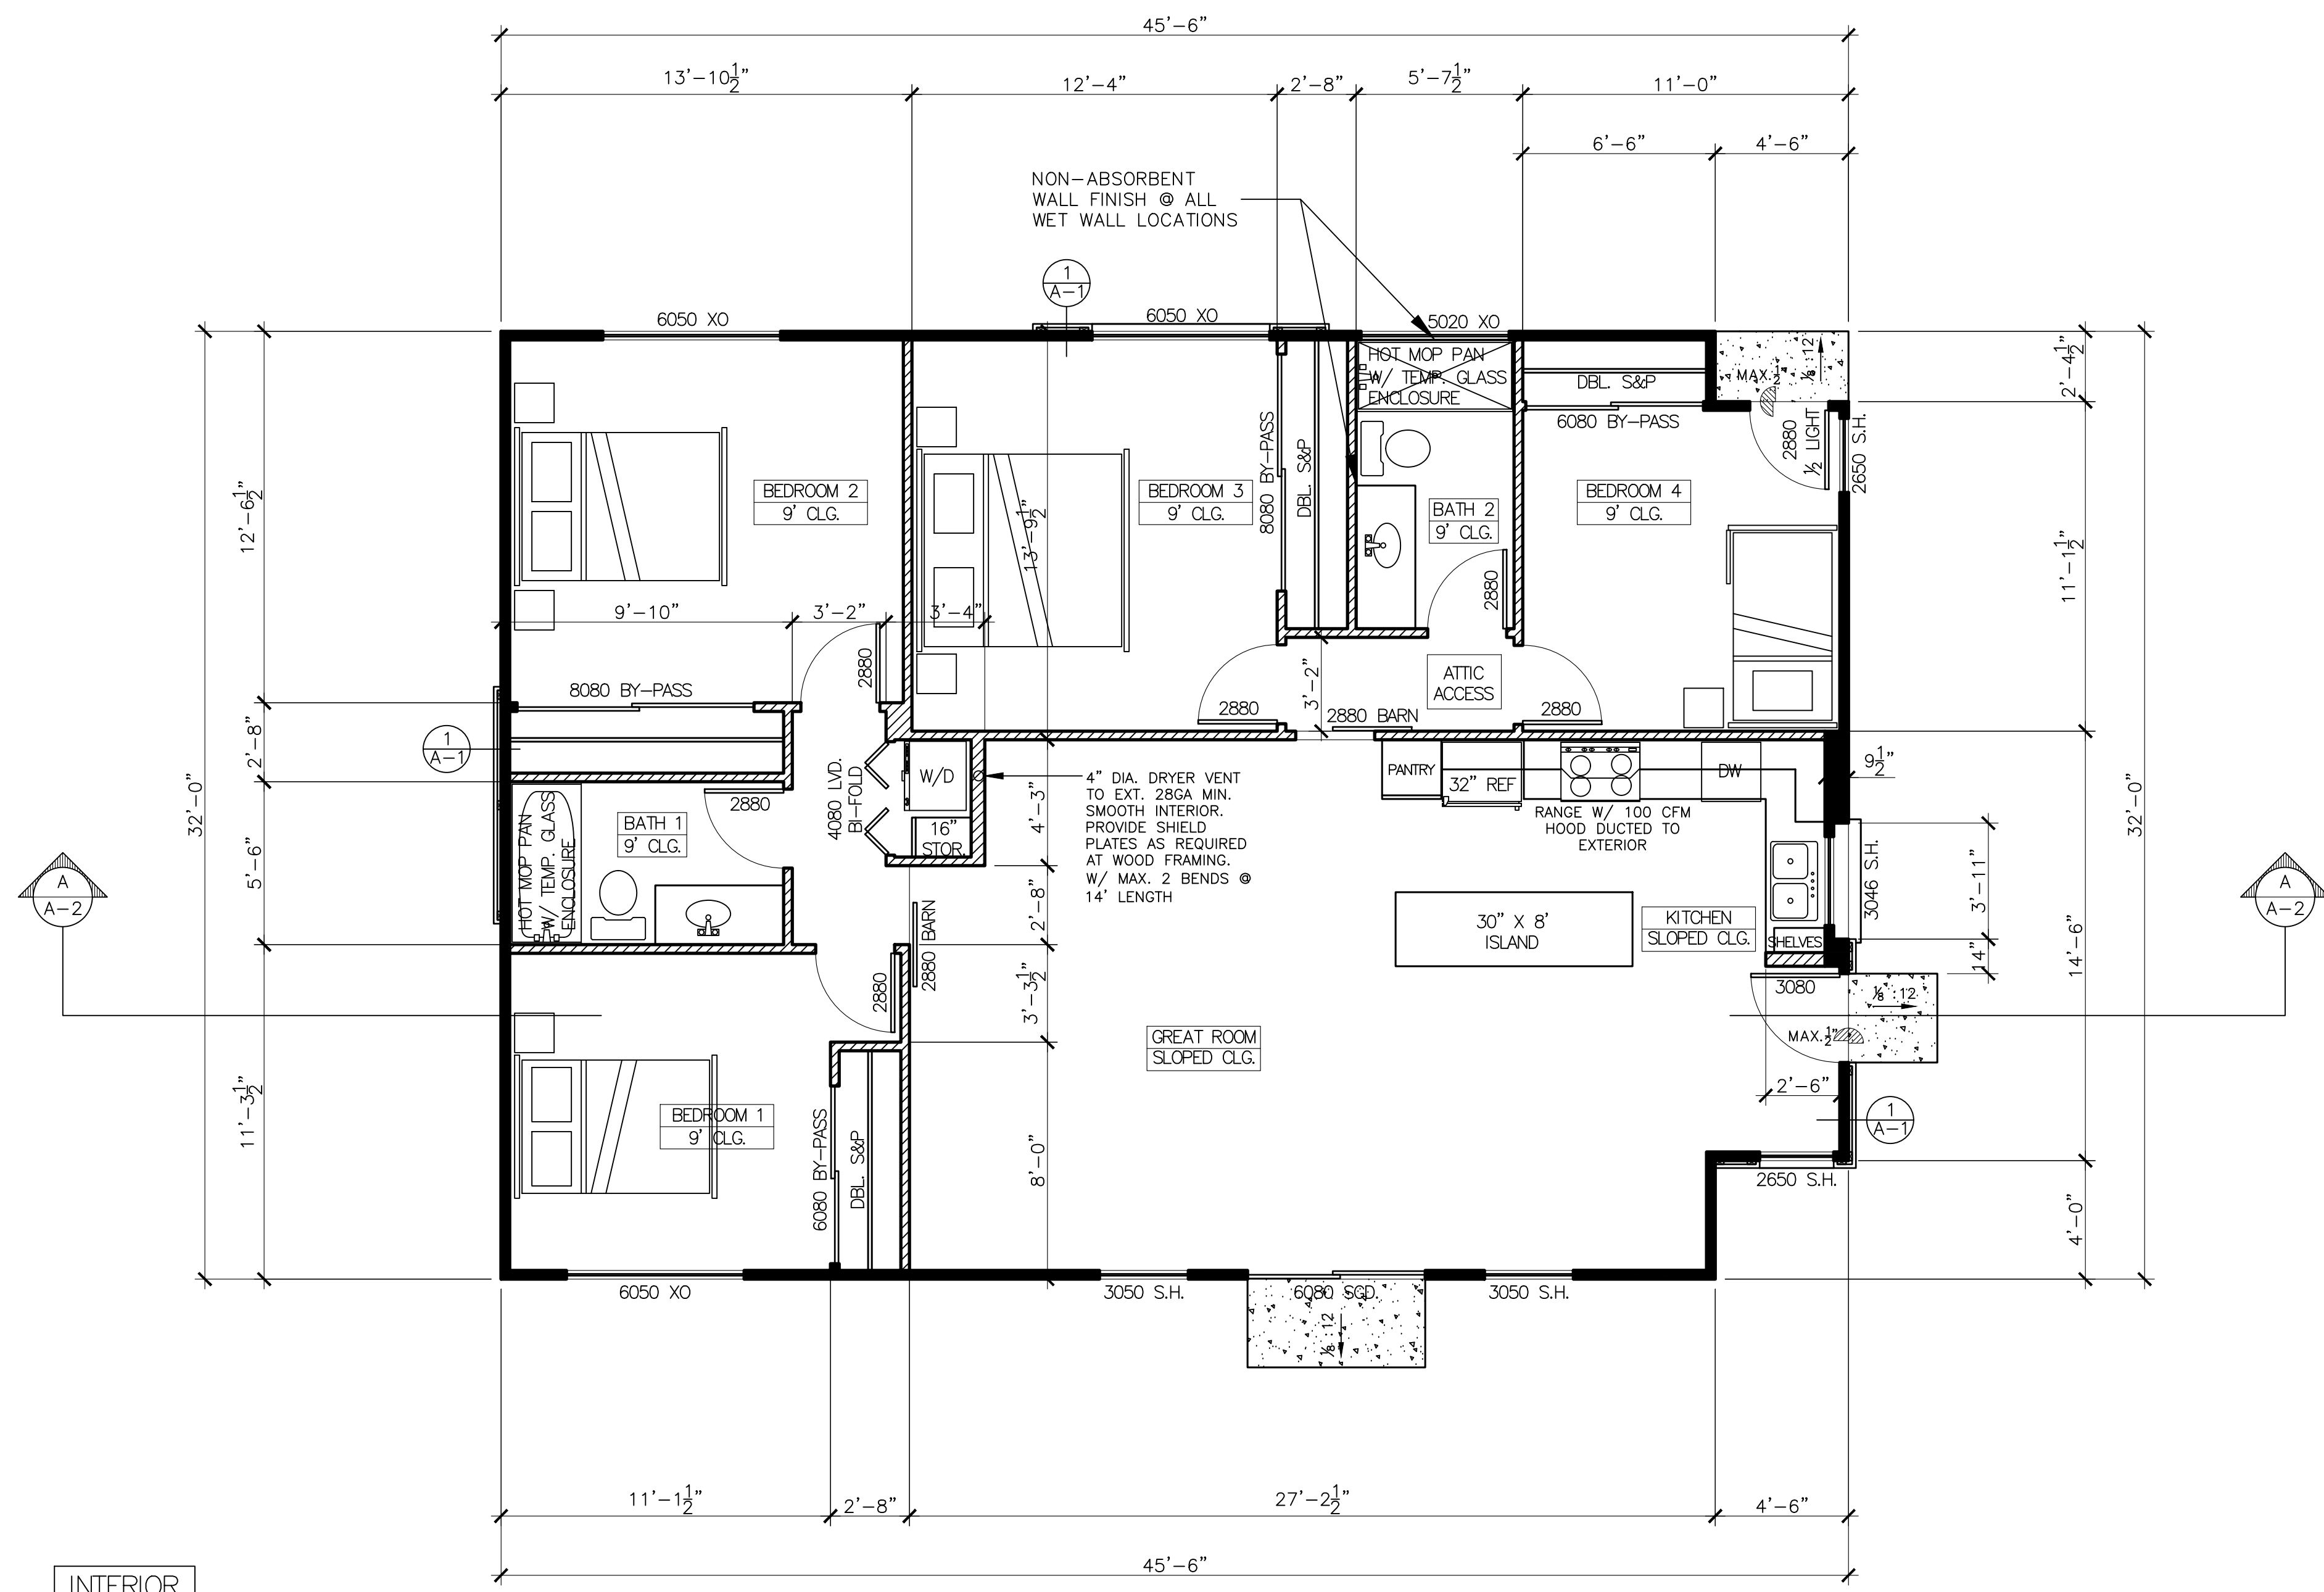 45'-6"
13'-10½"
12'-4"
2'-8"
5'-7½"
11'-0"
6'-6"
4'-6"
NON-ABSORBENT
WALL FINISH @ ALL
WET WALL LOCATIONS
1
A-1
6050 XO
6050 XO
5020 XO
HOT MOP PAN
W/ TEMP. GLASS
ENCLOSURE
DBL. S&P
6080 BY-PASS
MAX. ½"
⅛ :12
2880
½ LIGHT
2650 S.H.
2'-4½"
12'-6½"
BEDROOM 2
9' CLG.
BEDROOM 3
9' CLG.
13'-9½"
8080 BY-PASS
DBL. S&P
BATH 2
9' CLG.
2880
BEDROOM 4
9' CLG.
11'-1½"
9'-10"
3'-2"
3'-4"
2880
8080 BY-PASS
2880
3'-2"
ATTIC
ACCESS
2880 BARN
2880
1
A-1
2'-8"
32'-0"
4080 LVD.
BI-FOLD
W/D
16"
STOR.
4" DIA. DRYER VENT
TO EXT. 28GA MIN.
SMOOTH INTERIOR.
PROVIDE SHIELD
PLATES AS REQUIRED
AT WOOD FRAMING.
W/ MAX. 2 BENDS @
14' LENGTH
4'-3"
PANTRY
32" REF
DW
RANGE W/ 100 CFM
HOOD DUCTED TO
EXTERIOR
9½"
32'-0"
HOT MOP PAN
W/ TEMP. GLASS
ENCLOSURE
BATH 1
9' CLG.
2880
5'-6"
A
A-2
2'-8"
2880 BARN
30" X 8'
ISLAND
KITCHEN
SLOPED CLG.
SHELVES
3046 S.H.
3'-11"
14"
14'-6"
A
A-2
2880
3'-3½"
3080
⅛ :12
MAX. ½"
GREAT ROOM
SLOPED CLG.
2'-6"
1
A-1
11'-3½"
BEDROOM 1
9' CLG.
6080 BY-PASS
DBL. S&P
8'-0"
2650 S.H.
4'-0"
6050 XO
3050 S.H.
6080 SGD.
3050 S.H.
⅛ :12
11'-1½"
2'-8"
27'-2½"
4'-6"
45'-6"
INTERIOR